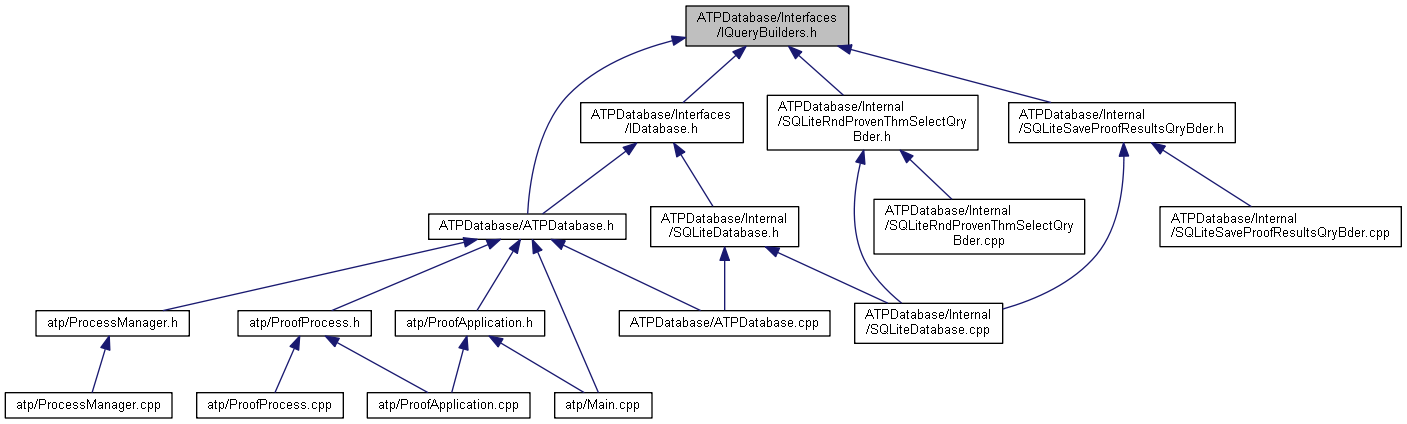 ATPDatabase/Interfaces
/IQueryBuilders.h
ATPDatabase/Interfaces
/IDatabase.h
ATPDatabase/Internal
/SQLiteRndProvenThmSelectQry
Bder.h
ATPDatabase/Internal
/SQLiteSaveProofResultsQryBder.h
ATPDatabase/ATPDatabase.h
ATPDatabase/Internal
/SQLiteDatabase.h
ATPDatabase/Internal
/SQLiteRndProvenThmSelectQry
Bder.cpp
ATPDatabase/Internal
/SQLiteSaveProofResultsQryBder.cpp
atp/ProcessManager.h
atp/ProofProcess.h
atp/ProofApplication.h
ATPDatabase/ATPDatabase.cpp
ATPDatabase/Internal
/SQLiteDatabase.cpp
atp/ProcessManager.cpp
atp/ProofProcess.cpp
atp/ProofApplication.cpp
atp/Main.cpp